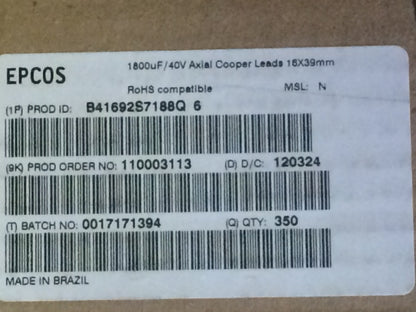 1800uF/40V Axial Cooper Leads 16X39mm
EPCOS
RoHS compatible MSL: N
(1P) PROD ID: B41692S7188Q 6
(9K) PROD ORDER NO: 110003113 (D) D/C: 120324
(T) BATCH NO: 0017171394 (Q) QTY: 350
MADE IN BRAZIL